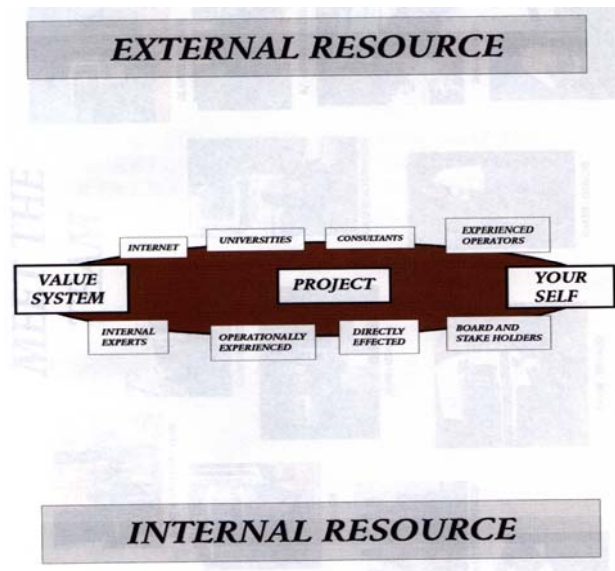 EXTERNAL RESOURCE
INTERNET
UNIVERSITIES
CONSULTANTS
EXPERIENCED
OPERATORS
VALUE
SYSTEM
PROJECT
YOUR
SELF
INTERNAL
EXPERTS
OPERATIONALLY
EXPERIENCED
DIRECTLY
EFFECTED
BOARD AND
STAKE HOLDERS
INTERNAL RESOURCE